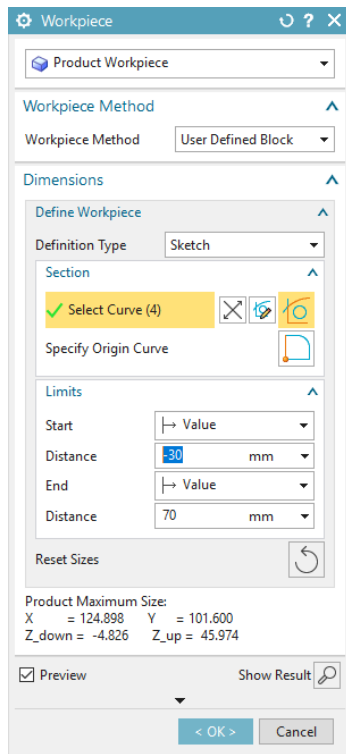 Workpiece
Product Workpiece
Workpiece Method
Workpiece Method User Defined Block
Dimensions
Define Workpiece
Definition Type Sketch
Section
Select Curve (4)
Specify Origin Curve
Limits
Start Value
Distance -30 mm
End Value
Distance 70 mm
Reset Sizes
Product Maximum Size:
X = 124.898 Y = 101.600
Z_down = -4.826 Z_up = 45.974
Preview Show Result
< OK > Cancel